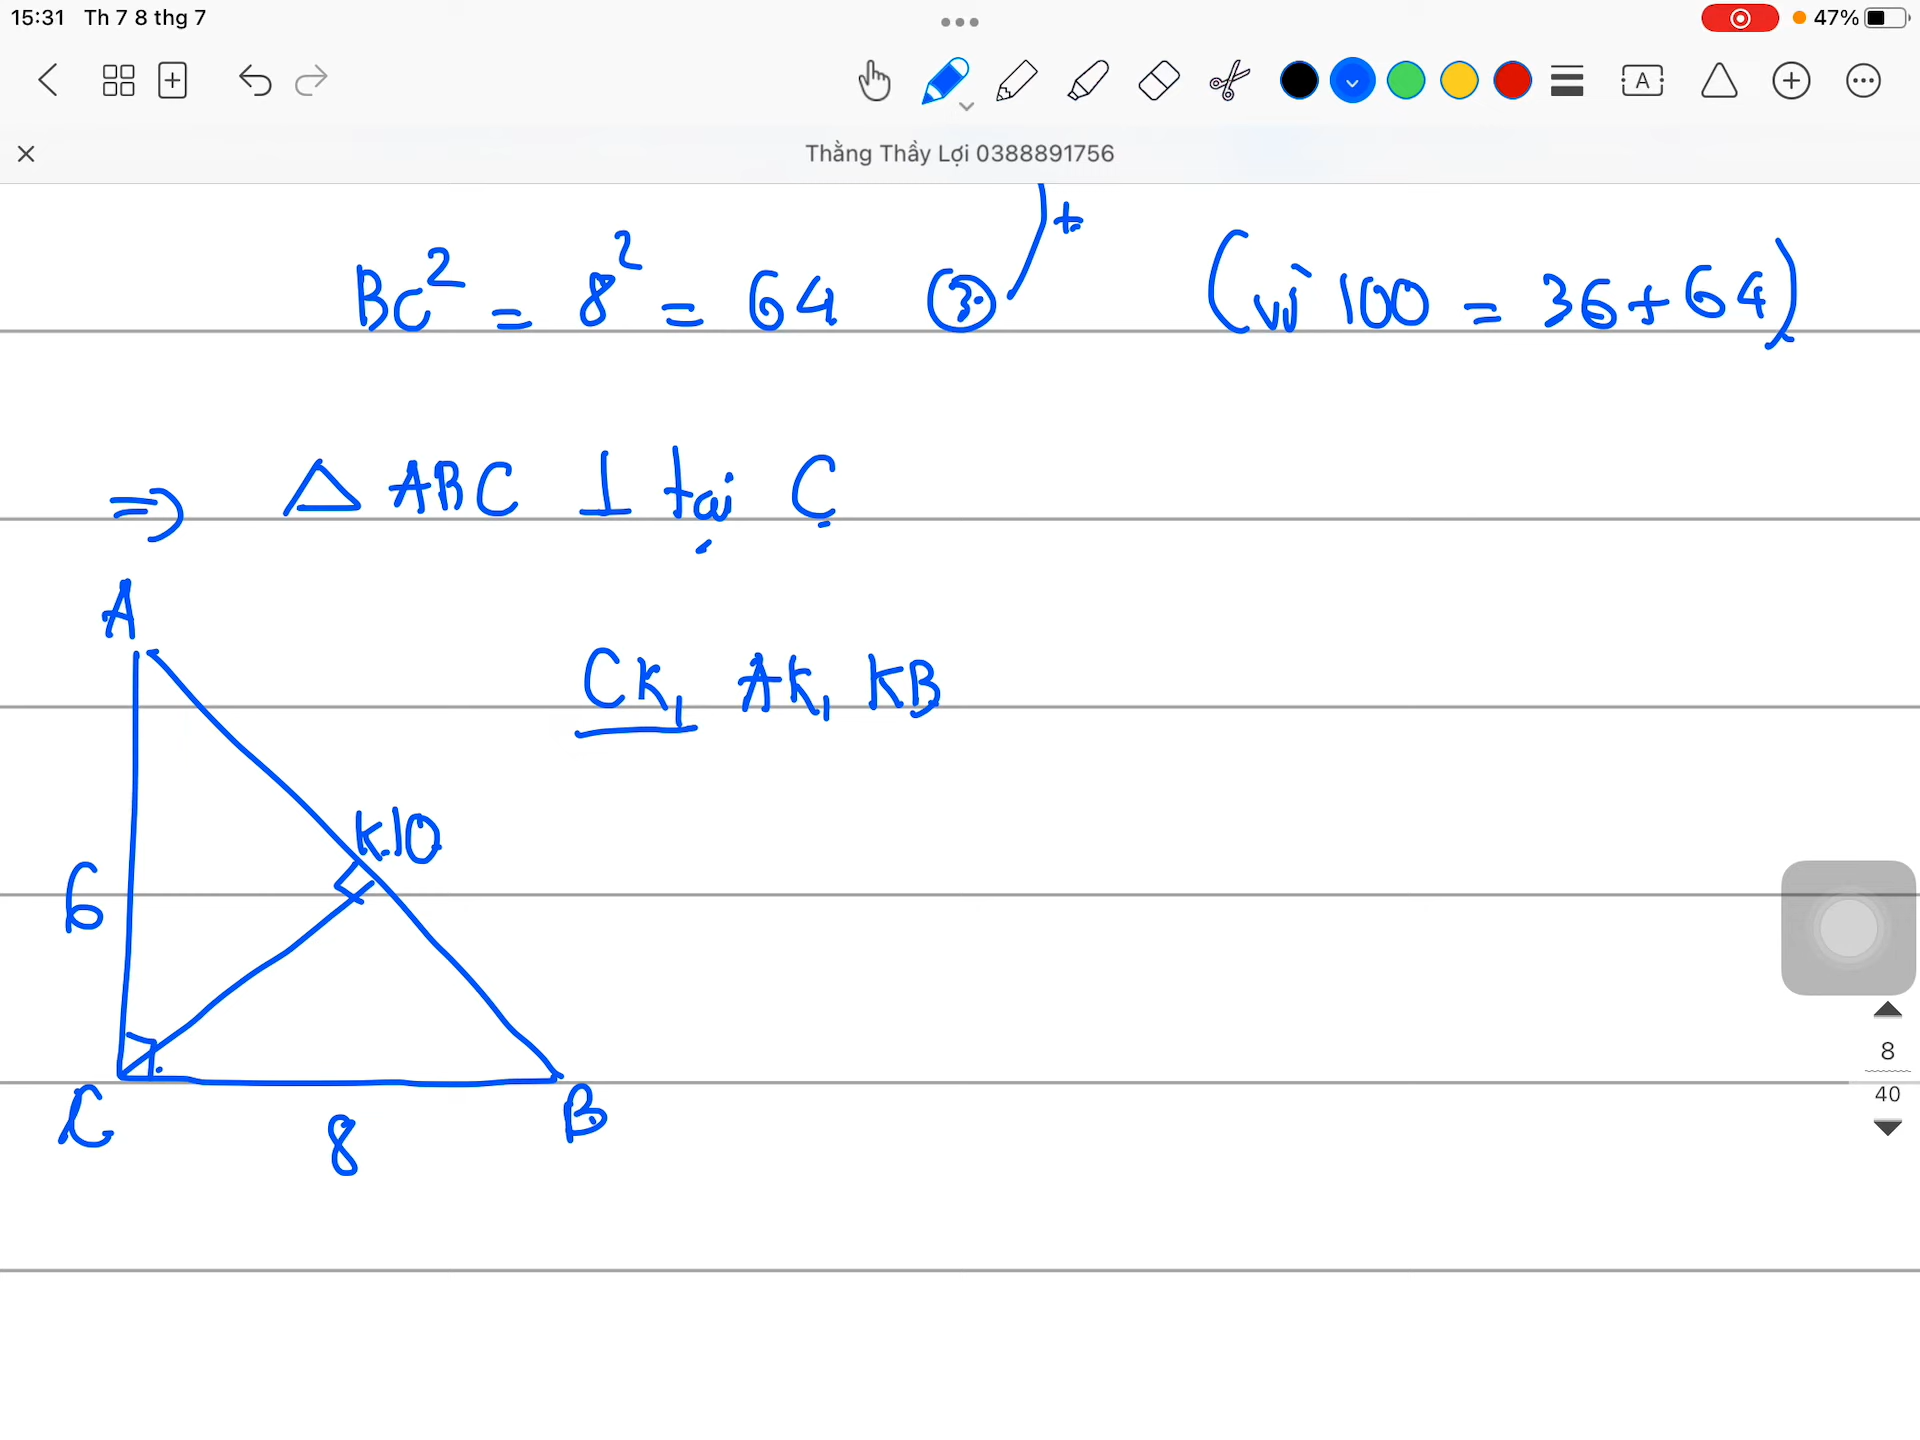 15:31 Th 7 8 thg 7
47%
A
Thằng Thầy Lợi 0388891756
t.
BC² = 8² = 64 ③ (vì 100 = 36 + 64)
=> △ ABC ⊥ tại C
A
CK, AK, KB
K 10
6
8
40
C B
8